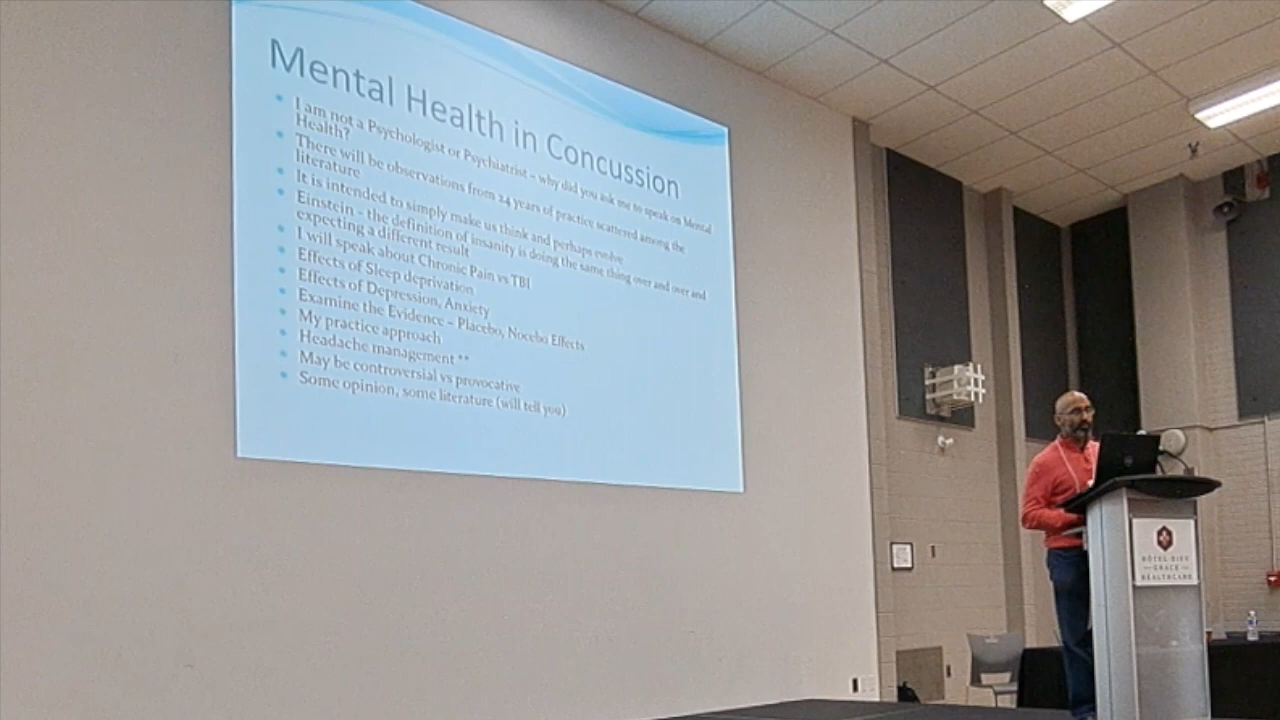 Mental Health in Concussion
I am not a Psychologist or Psychiatrist – why did you ask me to speak on Mental
Health?
There will be observations from 24 years of practice scattered among the
literature
It is intended to simply make us think and perhaps evolve
Einstein - the definition of insanity is doing the same thing over and over and
expecting a different result
I will speak about Chronic Pain vs TBI
Effects of Sleep deprivation
Effects of Depression, Anxiety
Examine the Evidence – Placebo, Nocebo Effects
My practice approach
Headache management **
May be controversial vs provocative
Some opinion, some literature (will tell you)
HÔTEL-DIEU
GRACE
HEALTHCARE